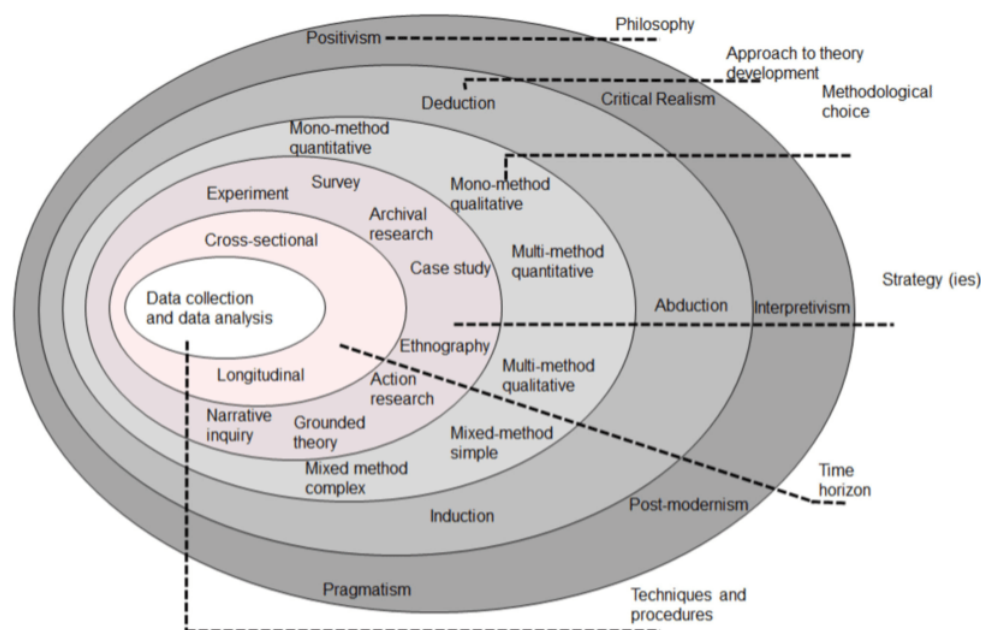 Philosophy
Positivism
Approach to theory
development
Critical Realism
Methodological
choice
Deduction
Mono-method
quantitative
Mono-method
qualitative
Survey
Experiment
Archival
research
Cross-sectional
Case study
Multi-method
quantitative
Strategy (ies)
Data collection
and data analysis
Abduction
Interpretivism
Ethnography
Multi-method
qualitative
Longitudinal
Action
research
Narrative
inquiry
Grounded
theory
Mixed-method
simple
Mixed method
complex
Time
horizon
Post-modernism
Induction
Pragmatism
Techniques and
procedures